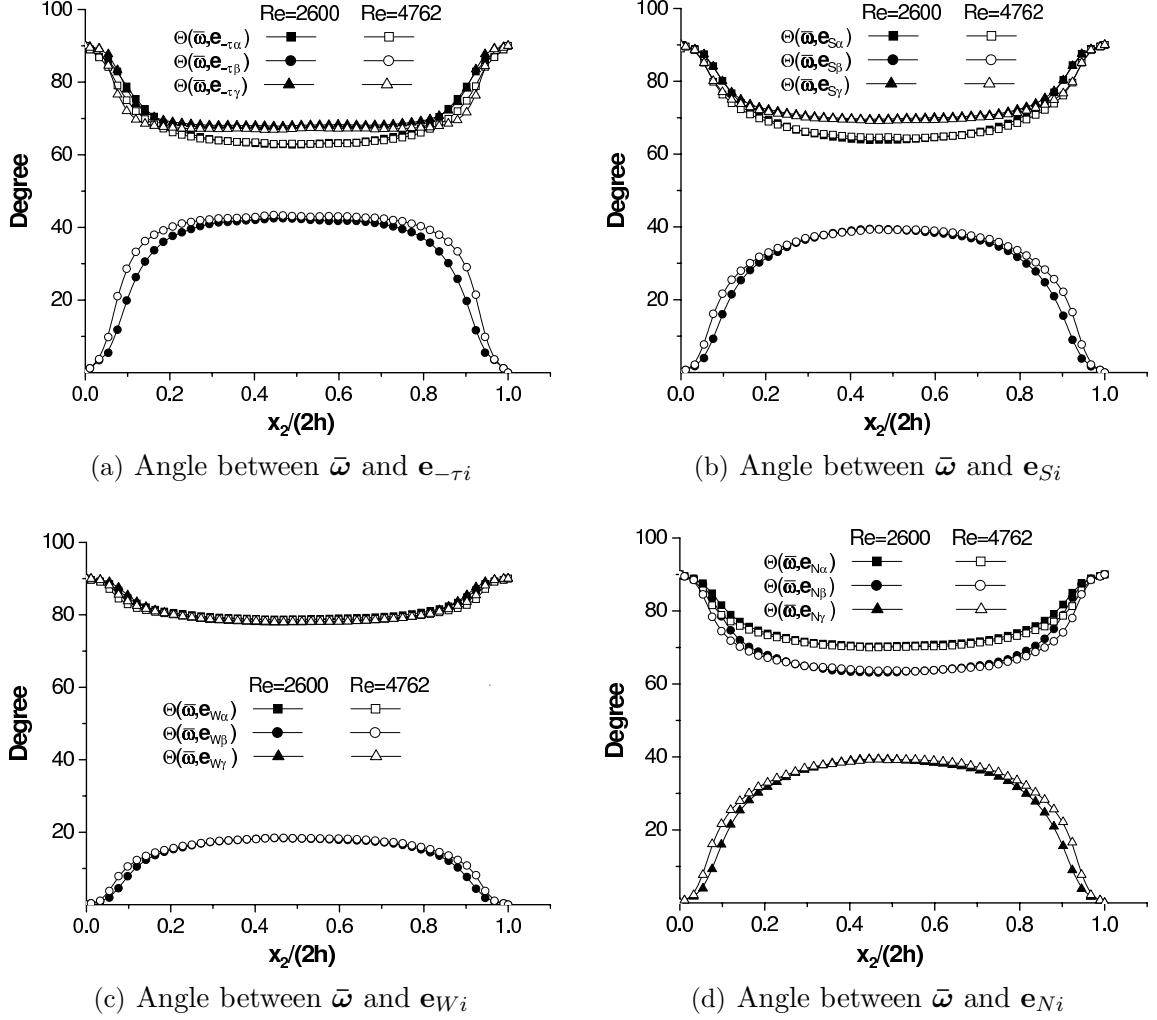 Re=2600 Re=4762
Θ(ω̄,e₋τα)
Θ(ω̄,e₋τβ)
Θ(ω̄,e₋τγ)
100
80
60
40
20
Degree
0.0 0.2 0.4 0.6 0.8 1.0
x₂/(2h)
(a) Angle between ω̄ and e₋τi
Re=2600 Re=4762
Θ(ω̄,e_Sα)
Θ(ω̄,e_Sβ)
Θ(ω̄,e_Sγ)
100
80
60
40
20
Degree
0.0 0.2 0.4 0.6 0.8 1.0
x₂/(2h)
(b) Angle between ω̄ and e_Si
100
80
60
40
20
0
Degree
Re=2600 Re=4762
Θ(ω̄,e_Wα)
Θ(ω̄,e_Wβ)
Θ(ω̄,e_Wγ)
0.0 0.2 0.4 0.6 0.8 1.0
x₂/(2h)
(c) Angle between ω̄ and e_Wi
Re=2600 Re=4762
Θ(ω̄,e_Nα)
Θ(ω̄,e_Nβ)
Θ(ω̄,e_Nγ)
100
80
60
40
20
0
Degree
0.0 0.2 0.4 0.6 0.8 1.0
x₂/(2h)
(d) Angle between ω̄ and e_Ni